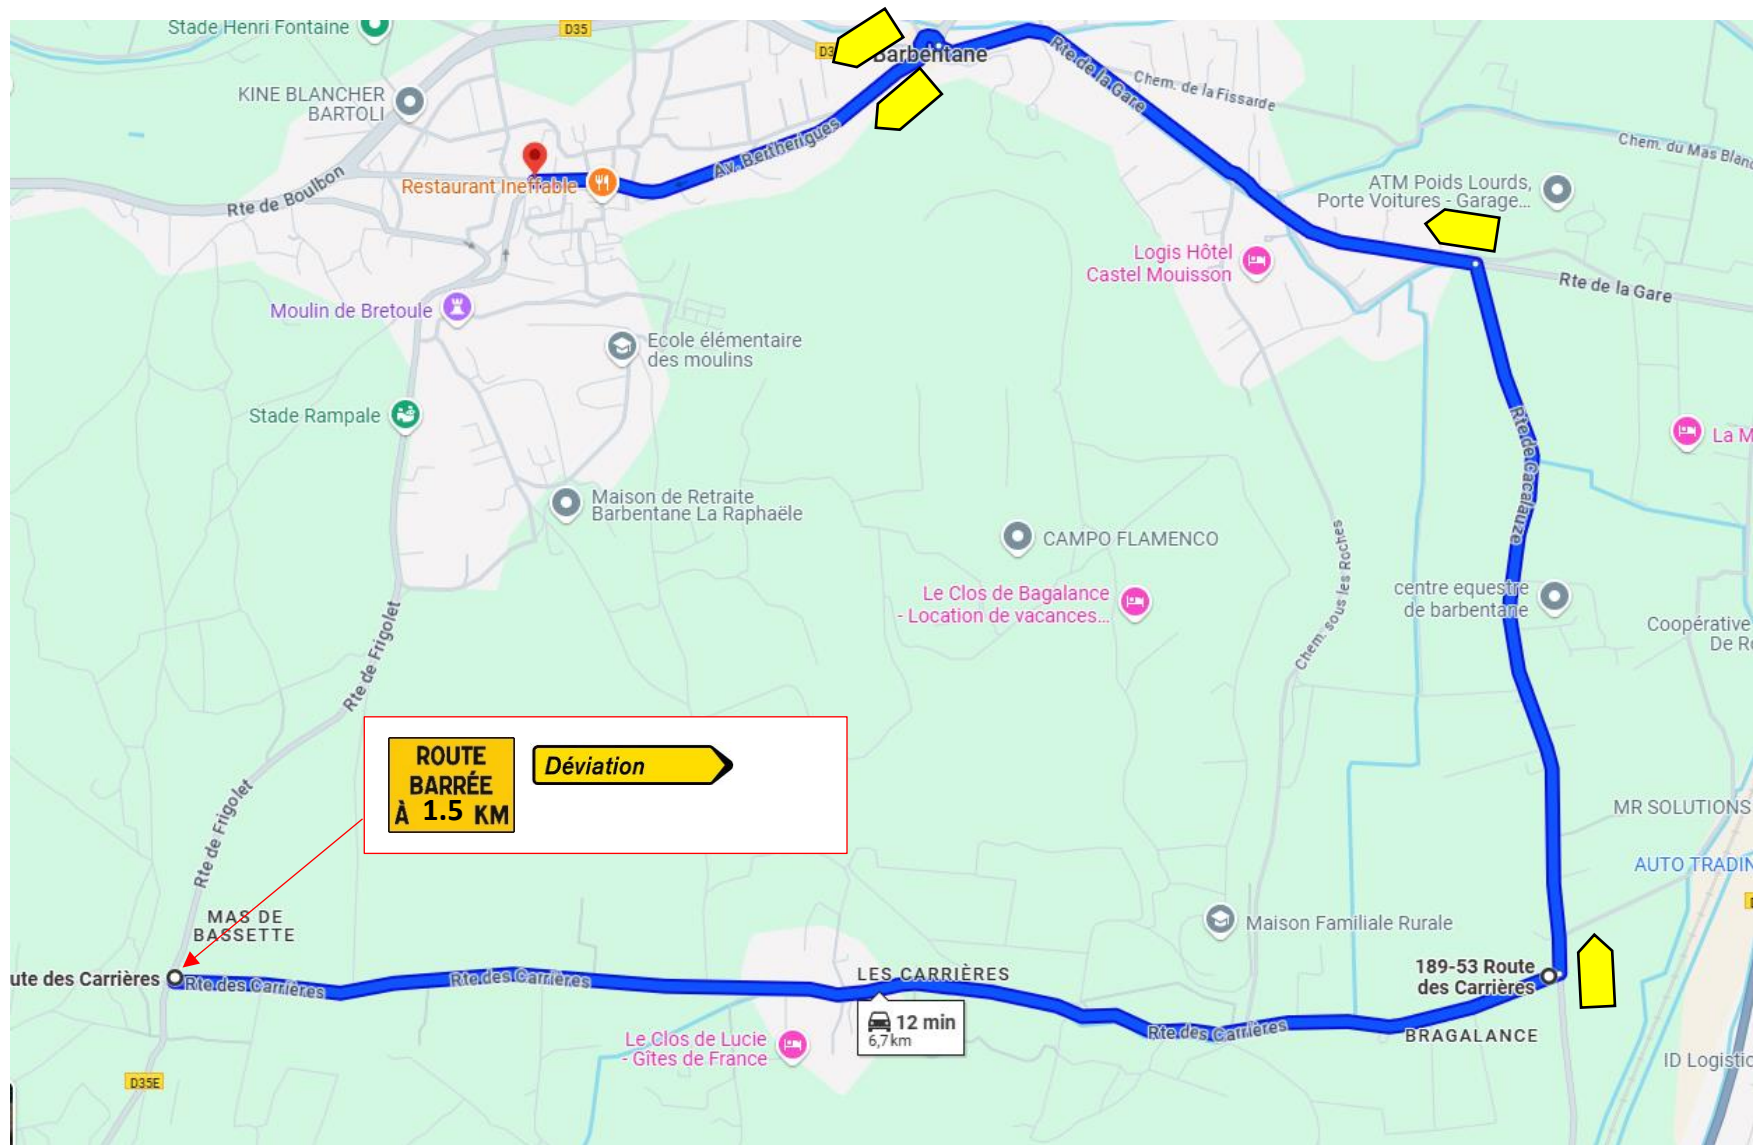 Stade Henri Fontaine
D35
Barbentane
KINE BLANCHER
BARTOLI
Rte de la Gare
Chem. de la Fissarde
Chem. du Mas Blanc
Av. Bertherigues
Restaurant Ineffable
Rte de Boulbon
ATM Poids Lourds,
Porte Voitures - Garage...
Logis Hôtel
Castel Mouisson
Rte de la Gare
Moulin de Bretoule
Ecole élémentaire
des moulins
Stade Rampale
Rte de Cacalauze
La M
Maison de Retraite
Barbentane La Raphaële
CAMPO FLAMENCO
Chem. sous les Roches
Le Clos de Bagalance
- Location de vacances...
centre equestre
de barbentane
Coopérative
De R
Rte de Frigolet
ROUTE
BARRÉE
À 1.5 KM
Déviation
Rte de Frigolet
MR SOLUTIONS
AUTO TRADIN
MAS DE
BASSETTE
Maison Familiale Rurale
ute des Carrières
Rte des Carrières
Rte des Carrières
LES CARRIÈRES
189-53 Route
des Carrières
12 min
6,7 km
Rte des Carrières
BRAGALANCE
Le Clos de Lucie
- Gîtes de France
ID Logistic
D35E